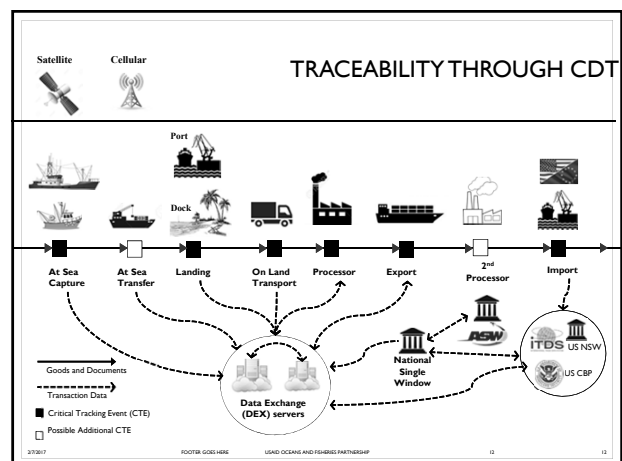 Satellite
Cellular
TRACEABILITY THROUGH CDT
Port
Dock
At Sea
Capture
At Sea
Transfer
Landing
On Land
Transport
Processor
Export
2nd
Processor
Import
Goods and Documents
Transaction Data
Critical Tracking Event (CTE)
Possible Additional CTE
Data Exchange
(DEX) servers
National
Single
Window
ASW
ITDS
US NSW
US CBP
2/7/2017
FOOTER GOES HERE
USAID OCEANS AND FISHERIES PARTNERSHIP
12
12